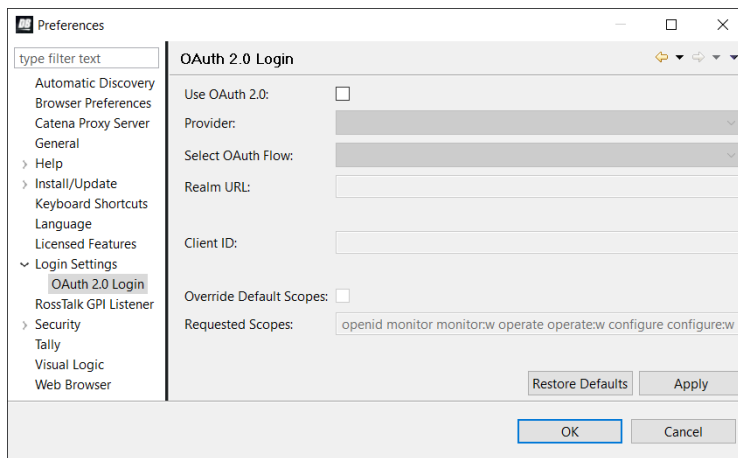 Preferences
type filter text
Automatic Discovery
Browser Preferences
Catena Proxy Server
General
Help
Install/Update
Keyboard Shortcuts
Language
Licensed Features
Login Settings
OAuth 2.0 Login
RossTalk GPI Listener
Security
Tally
Visual Logic
Web Browser
OAuth 2.0 Login
Use OAuth 2.0:
Provider:
Select OAuth Flow:
Realm URL:
Client ID:
Override Default Scopes:
Requested Scopes: openid monitor monitor:w operate operate:w configure configure:w
Restore Defaults Apply
OK Cancel